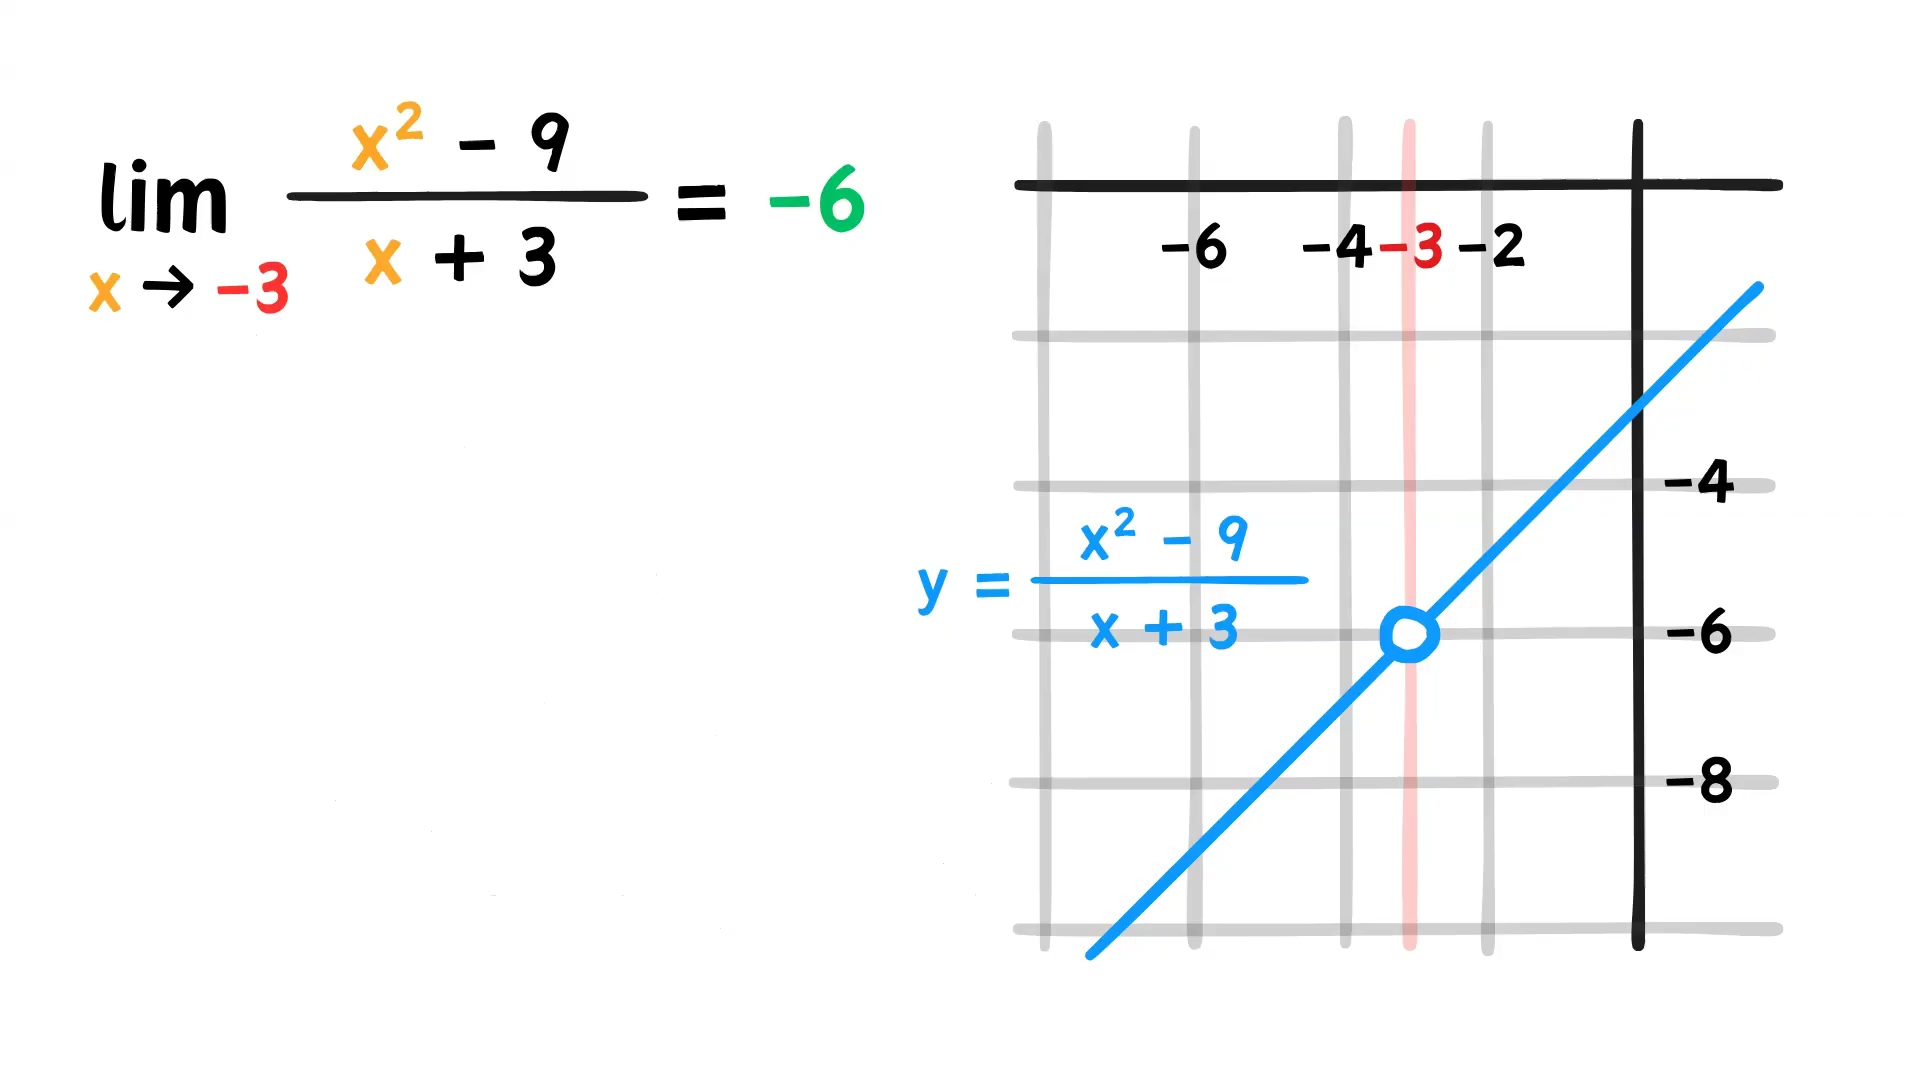 lim x → -3 x² - 9 / x + 3 = -6
-6 -4 -3 -2
-4
y = x² - 9 / x + 3
-6
-8